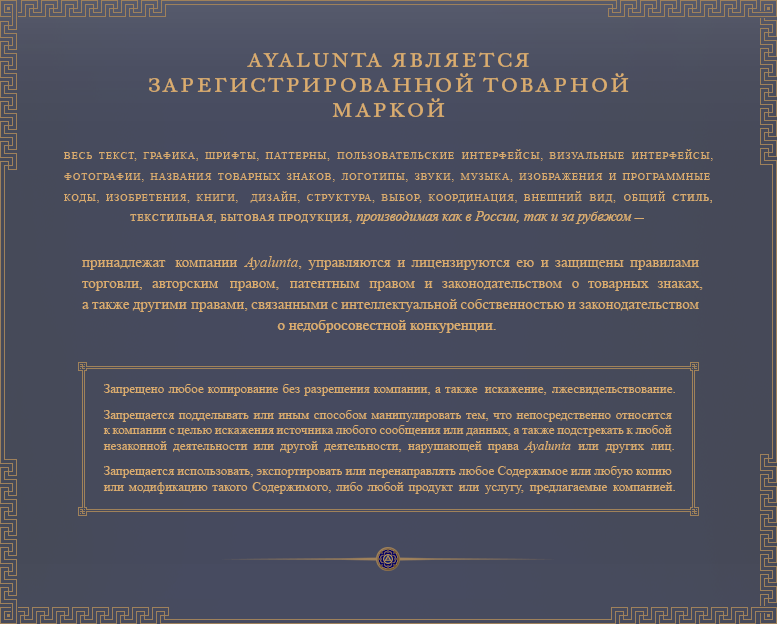 AYALUNTA ЯВЛЯЕТСЯ
ЗАРЕГИСТРИРОВАННОЙ ТОВАРНОЙ
МАРКОЙ
ВЕСЬ ТЕКСТ, ГРАФИКА, ШРИФТЫ, ПАТТЕРНЫ, ПОЛЬЗОВАТЕЛЬСКИЕ ИНТЕРФЕЙСЫ, ВИЗУАЛЬНЫЕ ИНТЕРФЕЙСЫ,
ФОТОГРАФИИ, НАЗВАНИЯ ТОВАРНЫХ ЗНАКОВ, ЛОГОТИПЫ, ЗВУКИ, МУЗЫКА, ИЗОБРАЖЕНИЯ И ПРОГРАММНЫЕ
КОДЫ, ИЗОБРЕТЕНИЯ, КНИГИ, ДИЗАЙН, СТРУКТУРА, ВЫБОР, КООРДИНАЦИЯ, ВНЕШНИЙ ВИД, ОБЩИЙ СТИЛЬ,
ТЕКСТИЛЬНАЯ, БЫТОВАЯ ПРОДУКЦИЯ, производимая как в России, так и за рубежом —
принадлежат компании Ayalunta, управляются и лицензируются ею и защищены правилами
торговли, авторским правом, патентным правом и законодательством о товарных знаках,
а также другими правами, связанными с интеллектуальной собственностью и законодательством
о недобросовестной конкуренции.
Запрещено любое копирование без разрешения компании, а также искажение, лжесвидельствование.
Запрещается подделывать или иным способом манипулировать тем, что непосредственно относится
к компании с целью искажения источника любого сообщения или данных, а также подстрекать к любой
незаконной деятельности или другой деятельности, нарушающей права Ayalunta или других лиц.
Запрещается использовать, экспортировать или перенаправлять любое Содержимое или любую копию
или модификацию такого Содержимого, либо любой продукт или услугу, предлагаемые компанией.